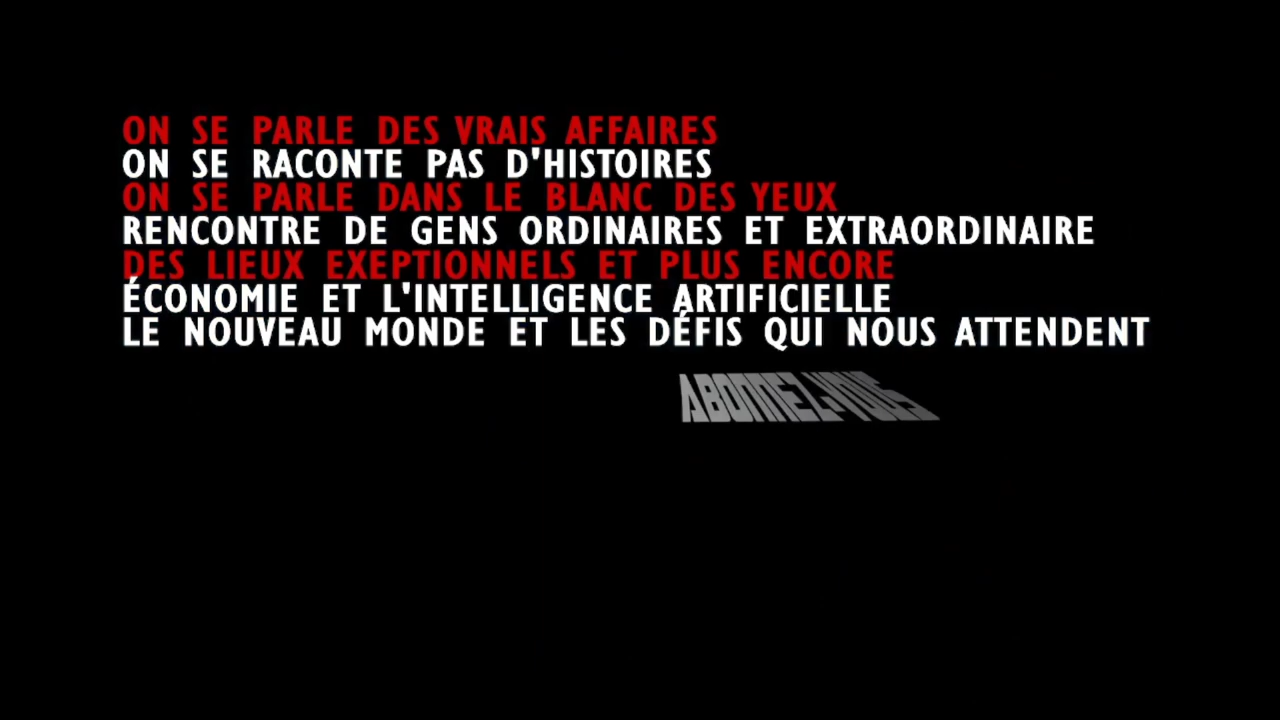 ON SE PARLE DES VRAIS AFFAIRES
ON SE RACONTE PAS D'HISTOIRES
ON SE PARLE DANS LE BLANC DES YEUX
RENCONTRE DE GENS ORDINAIRES ET EXTRAORDINAIRE
DES LIEUX EXEPTIONNELS ET PLUS ENCORE
ÉCONOMIE ET L'INTELLIGENCE ARTIFICIELLE
LE NOUVEAU MONDE ET LES DÉFIS QUI NOUS ATTENDENT
ABONNEZ-VOUS